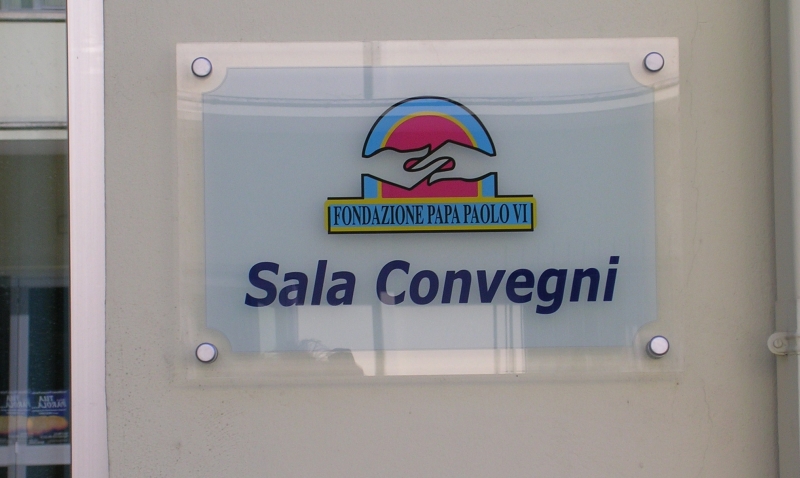 FONDAZIONE PAPA PAOLO VI
Sala Convegni